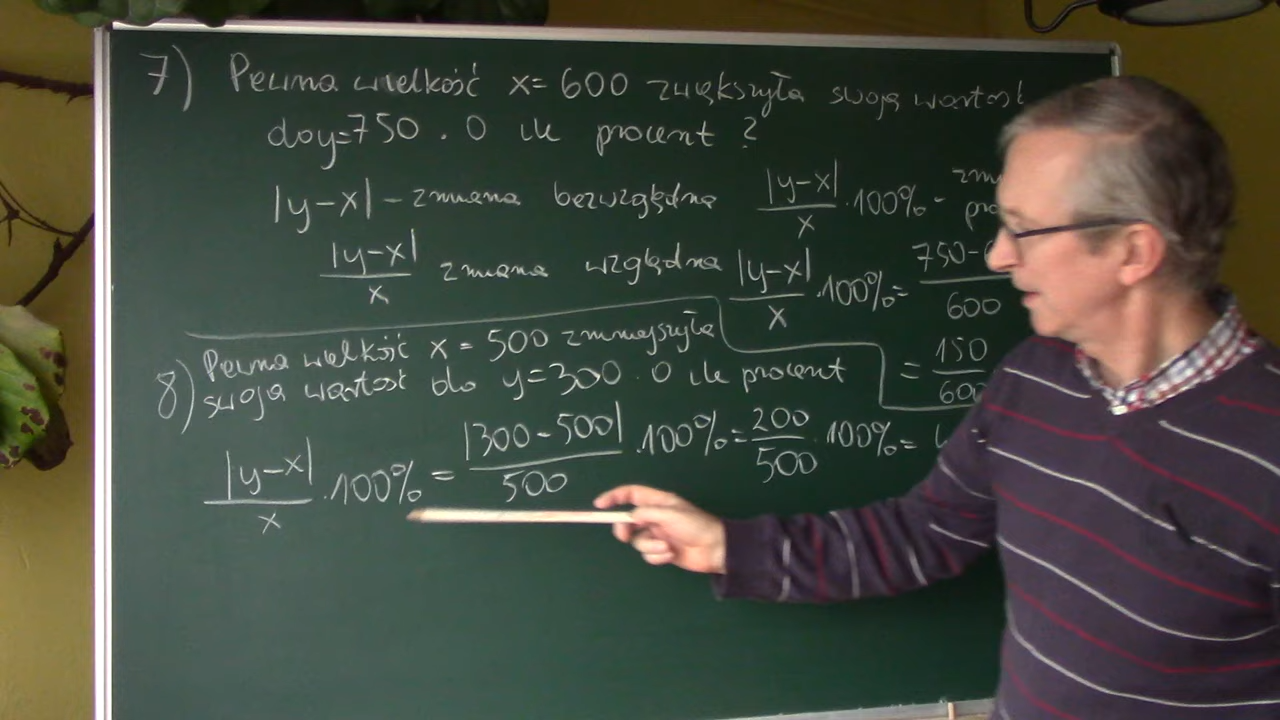 7) Pewna wielkość x = 600 zwiększyła swoją wartość
do y=750. O ile procent ?
|y-x| - zmiana bezwzględna |y-x|/x · 100% -
|y-x|/x zmiana względna |y-x|/x · 100% = 750-/600
= 150/600
8) Pewna wielkość x = 500 zmniejszyła
swoją wartość do y=300. O ile procent
|y-x|/x · 100% = |300-500|/500 · 100% = 200/500 · 100% =